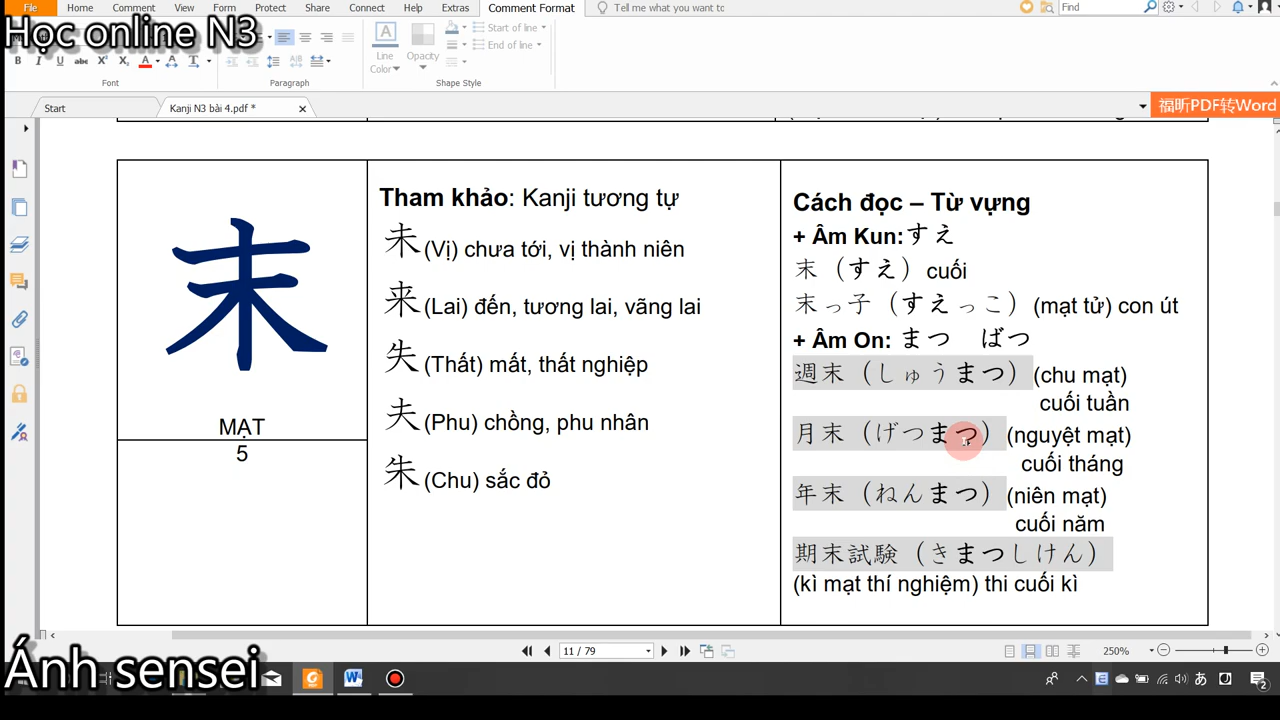 File Home Comment View Form Protect Share Connect Help Extras Comment Format Tell me what you want tc Find
Học online N3
Start of line
End of line
Line Color
Opacity
Font Paragraph Shape Style
Start Kanji N3 bài 4.pdf * 福昕PDF转Word
末
MẠT
5
Tham khảo: Kanji tương tự
未(Vị) chưa tới, vị thành niên
来(Lai) đến, tương lai, vãng lai
失(Thất) mất, thất nghiệp
夫(Phu) chồng, phu nhân
朱(Chu) sắc đỏ
Cách đọc – Từ vựng
+ Âm Kun:すえ
末（すえ）cuối
末っ子（すえっこ）(mạt tử) con út
+ Âm On: まつ ばつ
週末（しゅうまつ）(chu mạt)
cuối tuần
月末（げつまつ）(nguyệt mạt)
cuối tháng
年末（ねんまつ）(niên mạt)
cuối năm
期末試験（きまつしけん）
(kì mạt thí nghiệm) thi cuối kì
11 / 79 250%
Ánh sensei